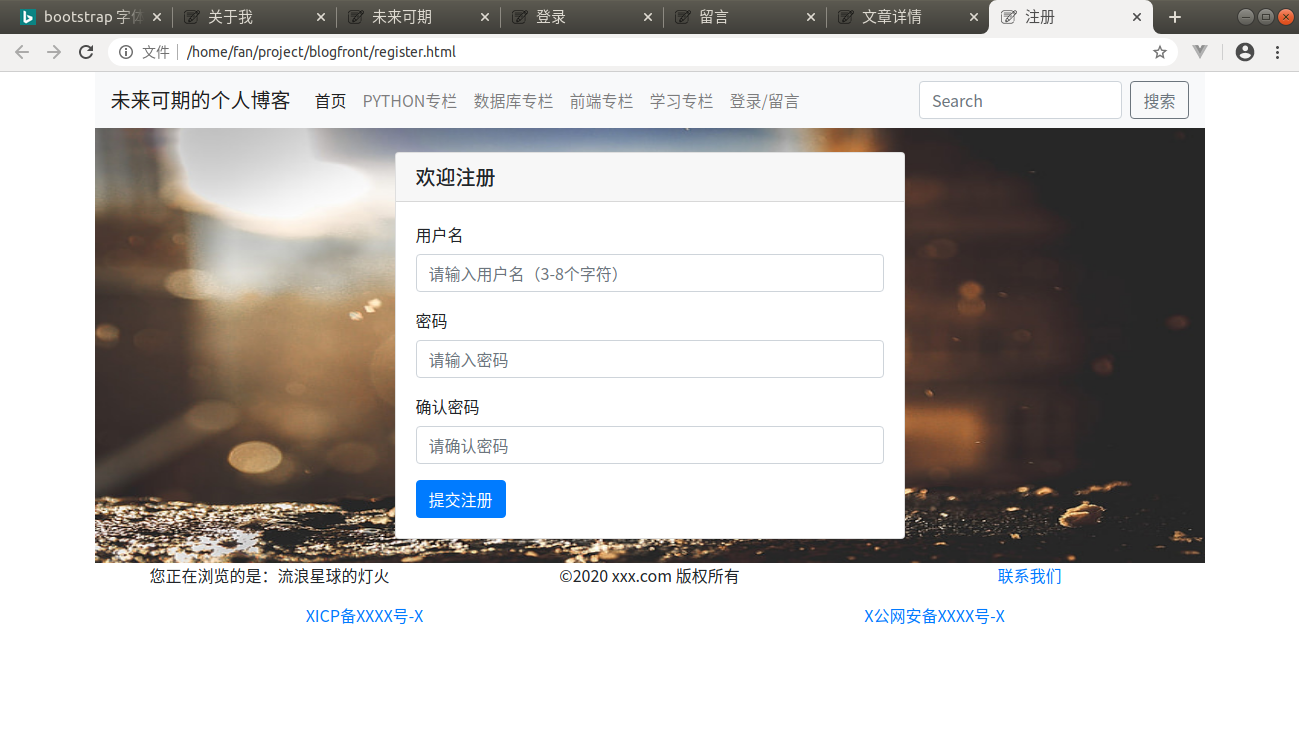 bootstrap 字体
关于我
未来可期
登录
留言
文章详情
注册
文件 /home/fan/project/blogfront/register.html
未来可期的个人博客 首页 PYTHON专栏 数据库专栏 前端专栏 学习专栏 登录/留言 Search 搜索
欢迎注册
用户名
请输入用户名（3-8个字符）
密码
请输入密码
确认密码
请确认密码
提交注册
您正在浏览的是：流浪星球的灯火 ©2020 xxx.com 版权所有 联系我们
XICP备XXXX号-X X公网安备XXXX号-X